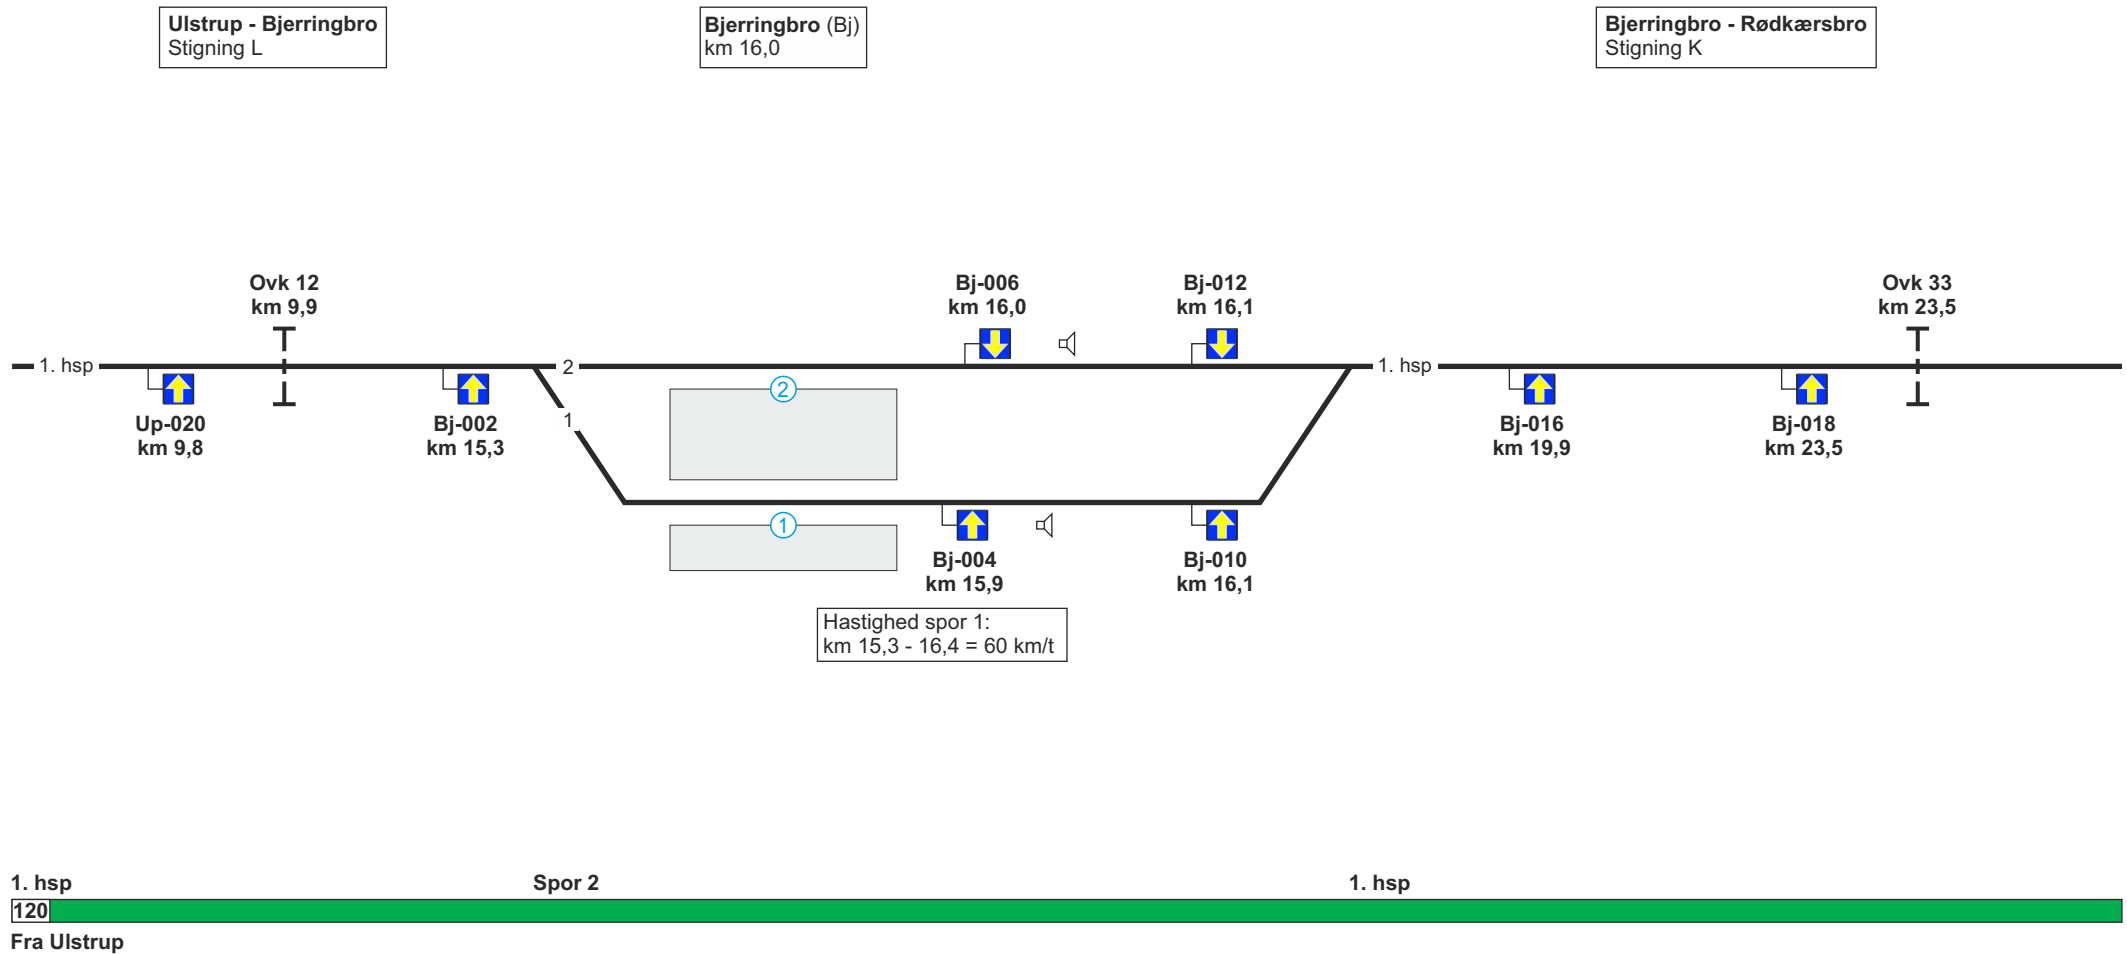 Ulstrup - Bjerringbro
Stigning L
Bjerringbro (Bj)
km 16,0
Bjerringbro - Rødkærsbro
Stigning K
Ovk 12
km 9,9
Bj-006
km 16,0
Bj-012
km 16,1
Ovk 33
km 23,5
1. hsp
2
1. hsp
Up-020
km 9,8
Bj-002
km 15,3
1
2
Bj-016
km 19,9
Bj-018
km 23,5
1
Bj-004
km 15,9
Bj-010
km 16,1
Hastighed spor 1:
km 15,3 - 16,4 = 60 km/t
1. hsp
Spor 2
1. hsp
120
Fra Ulstrup